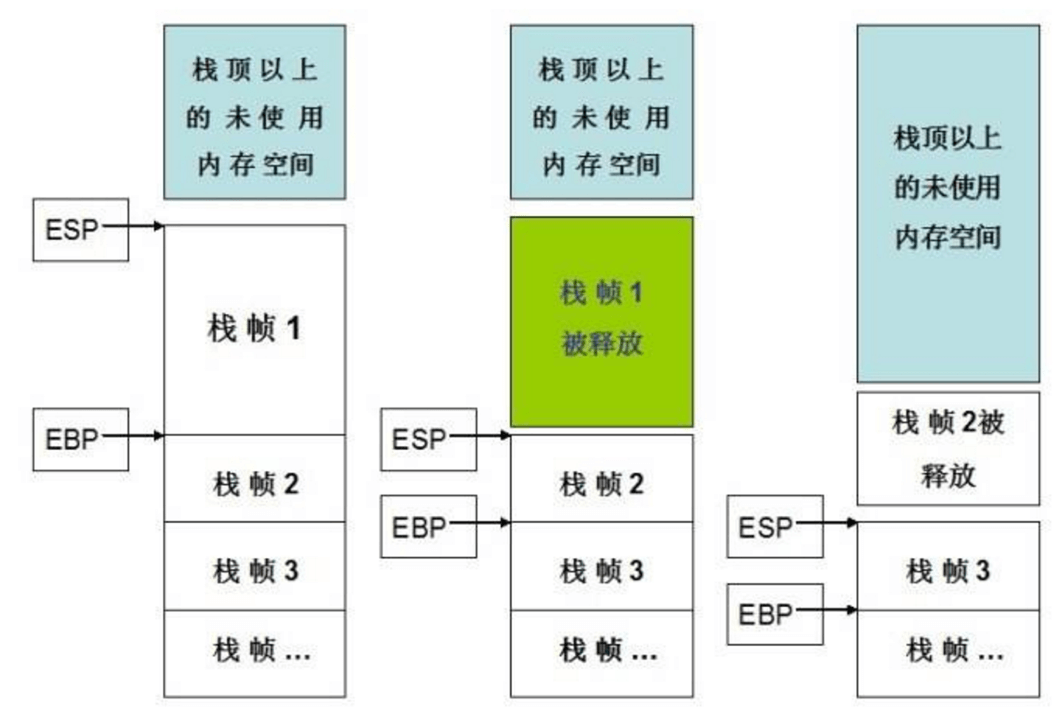 栈顶以上
的未使用
内存空间
ESP
栈帧1
EBP
栈帧2
栈帧3
栈帧…
栈顶以上
的未使用
内存空间
栈帧1
被释放
ESP
栈帧2
EBP
栈帧3
栈帧…
栈顶以上
的未使用
内存空间
栈帧2被
释放
ESP
栈帧3
EBP
栈帧…